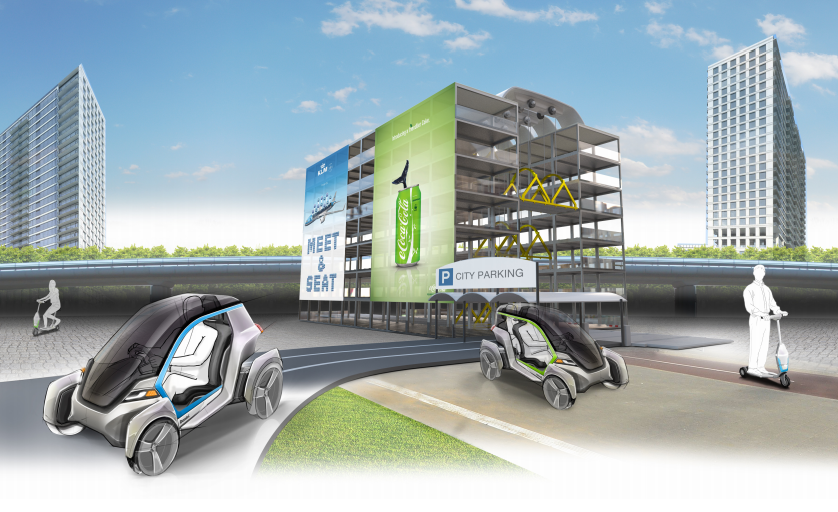 KLM
MEET
&
SEAT
Coca-Cola
P CITY PARKING